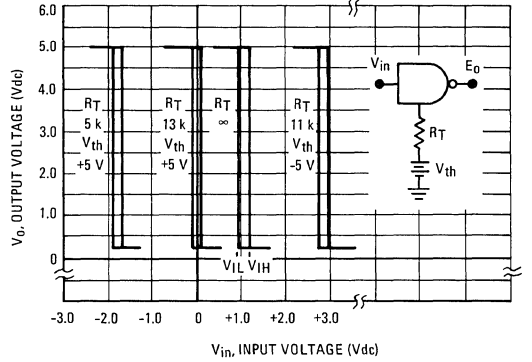 6.0
5.0
4.0
3.0
2.0
1.0
0
Vo, OUTPUT VOLTAGE (Vdc)
RT
5 k
Vth
+5 V
RT
13 k
Vth
+5 V
RT
∞
RT
11 k
Vth
-5 V
Vin
Eo
RT
Vth
VIL VIH
-3.0 -2.0 -1.0 0 +1.0 +2.0 +3.0
Vin, INPUT VOLTAGE (Vdc)